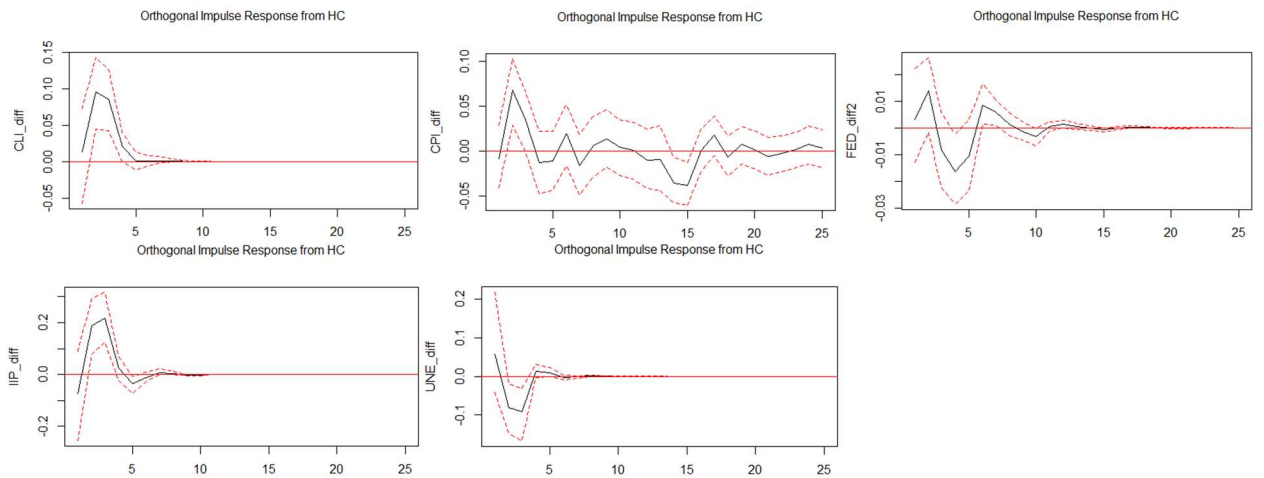 Orthogonal Impulse Response from HC
CLI_diff
0.15
0.10
0.05
0.00
-0.05
5 10 15 20 25
Orthogonal Impulse Response from HC
CPI_diff
0.10
0.05
0.00
-0.05
5 10 15 20 25
Orthogonal Impulse Response from HC
FED_diff2
0.01
-0.01
-0.03
5 10 15 20 25
Orthogonal Impulse Response from HC
IIP_diff
0.2
0.0
-0.2
5 10 15 20 25
Orthogonal Impulse Response from HC
UNE_diff
0.2
0.1
0.0
-0.1
5 10 15 20 25